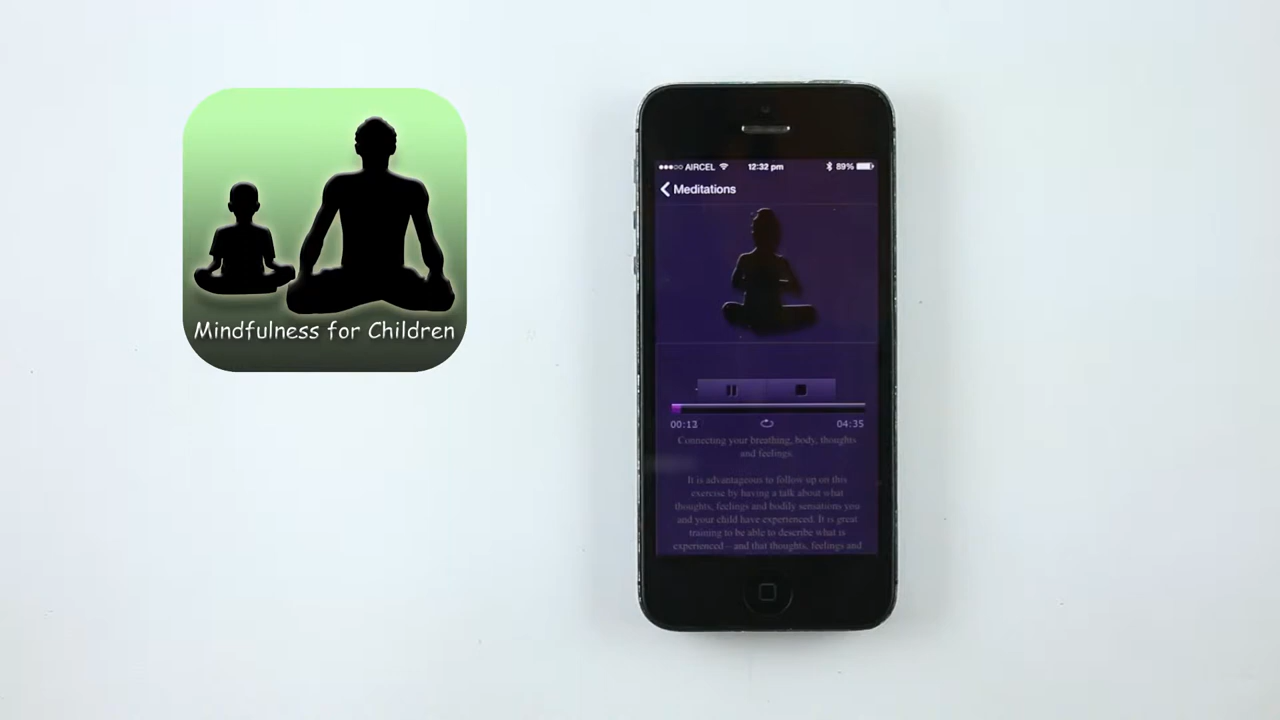 Mindfulness for Children
AIRCEL
12:32 pm
89%
Meditations
00:12
04:35
Connecting your breathing, body, thoughts
and feelings.
It is advantageous to follow up on this
exercise by having a talk about what
thoughts, feelings and bodily sensations you
and your child have experienced. It is great
training to be able to describe what is
experienced – and that thoughts, feelings and